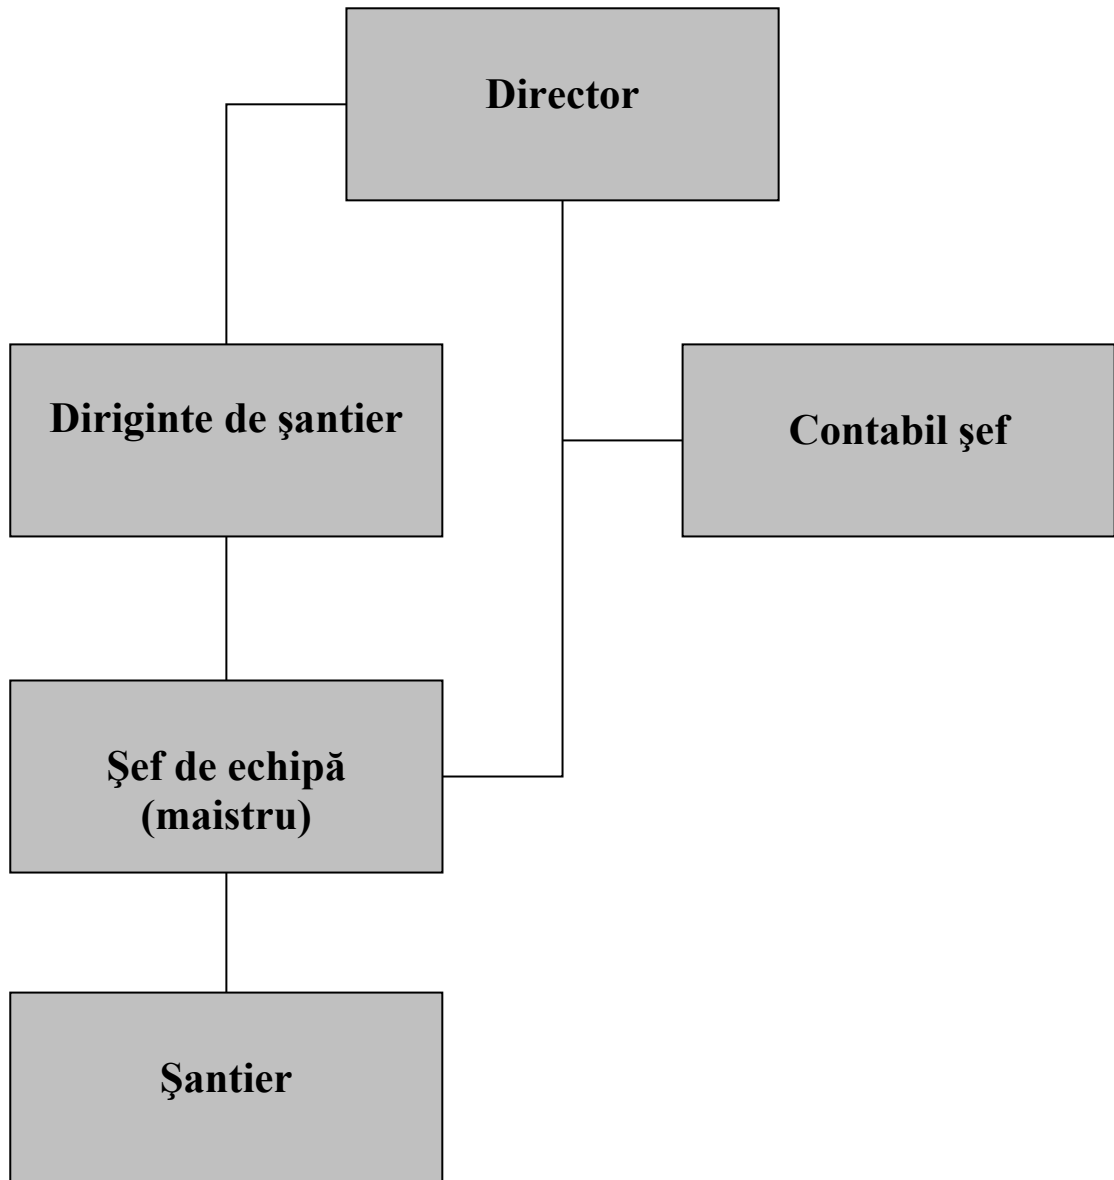 Director
Diriginte de şantier
Contabil şef
Şef de echipă
(maistru)
Şantier